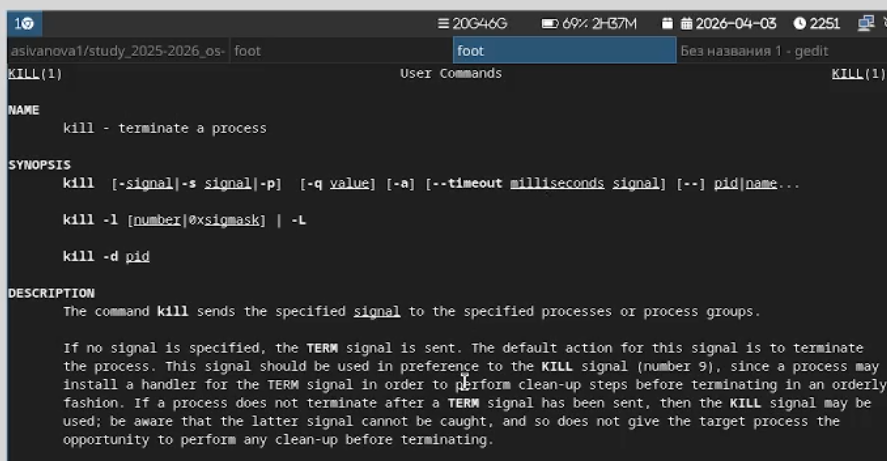 1
20G46G 69% 2H37M 2026-04-03 2251
asivanova1/study_2025-2026_os- foot foot Без названия 1 - gedit
KILL(1) User Commands KILL(1)
NAME
kill - terminate a process
SYNOPSIS
kill [-signal|-s signal|-p] [-q value] [-a] [--timeout milliseconds signal] [--] pid|name...
kill -l [number|0xsigmask] | -L
kill -d pid
DESCRIPTION
The command kill sends the specified signal to the specified processes or process groups.
If no signal is specified, the TERM signal is sent. The default action for this signal is to terminate
the process. This signal should be used in preference to the KILL signal (number 9), since a process may
install a handler for the TERM signal in order to perform clean-up steps before terminating in an orderly
fashion. If a process does not terminate after a TERM signal has been sent, then the KILL signal may be
used; be aware that the latter signal cannot be caught, and so does not give the target process the
opportunity to perform any clean-up before terminating.